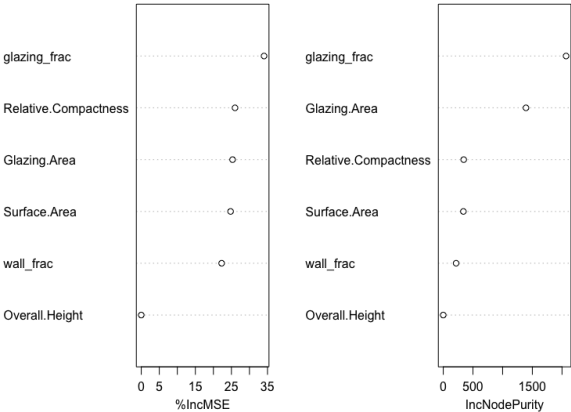 glazing_frac
Relative.Compactness
Glazing.Area
Surface.Area
wall_frac
Overall.Height
0 5 15 25 35
%IncMSE
glazing_frac
Glazing.Area
Relative.Compactness
Surface.Area
wall_frac
Overall.Height
0 500 1500
IncNodePurity